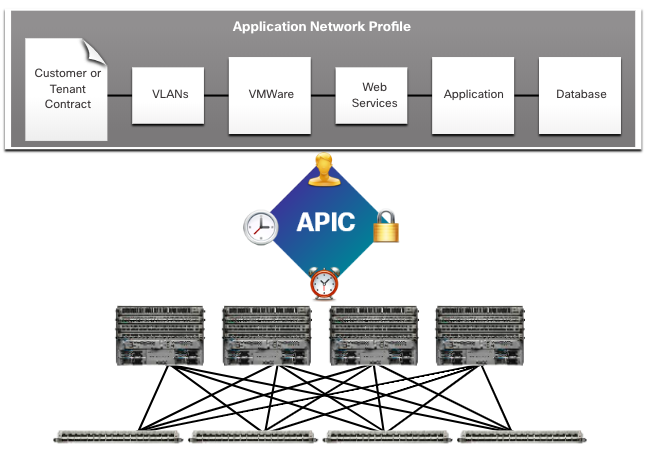 Application Network Profile
Customer or
Tenant
Contract
VLANs
VMWare
Web
Services
Application
Database
APIC